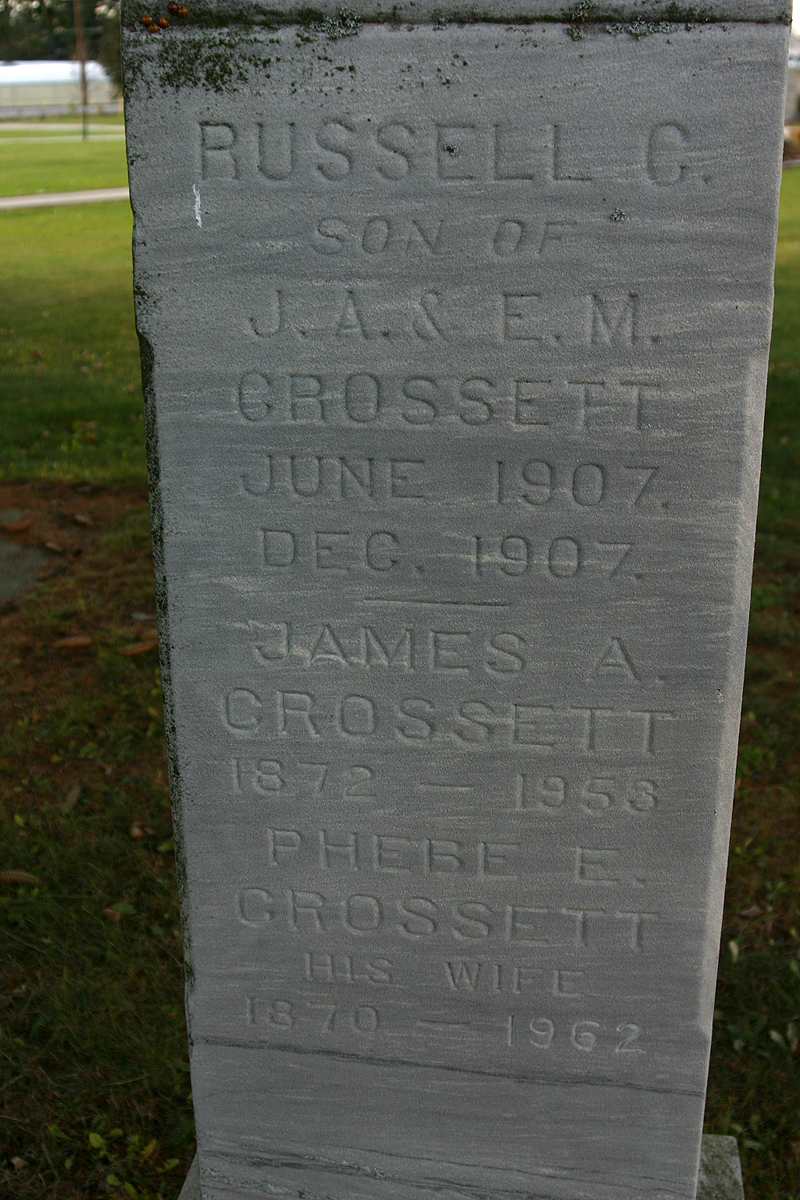 RUSSELL C.
SON OF
J. A. & E. M.
CROSSETT
JUNE 1907.
DEC. 1907.
JAMES A.
CROSSETT
1872 — 1953
PHEBE E.
CROSSETT
HIS WIFE
1870 — 1962